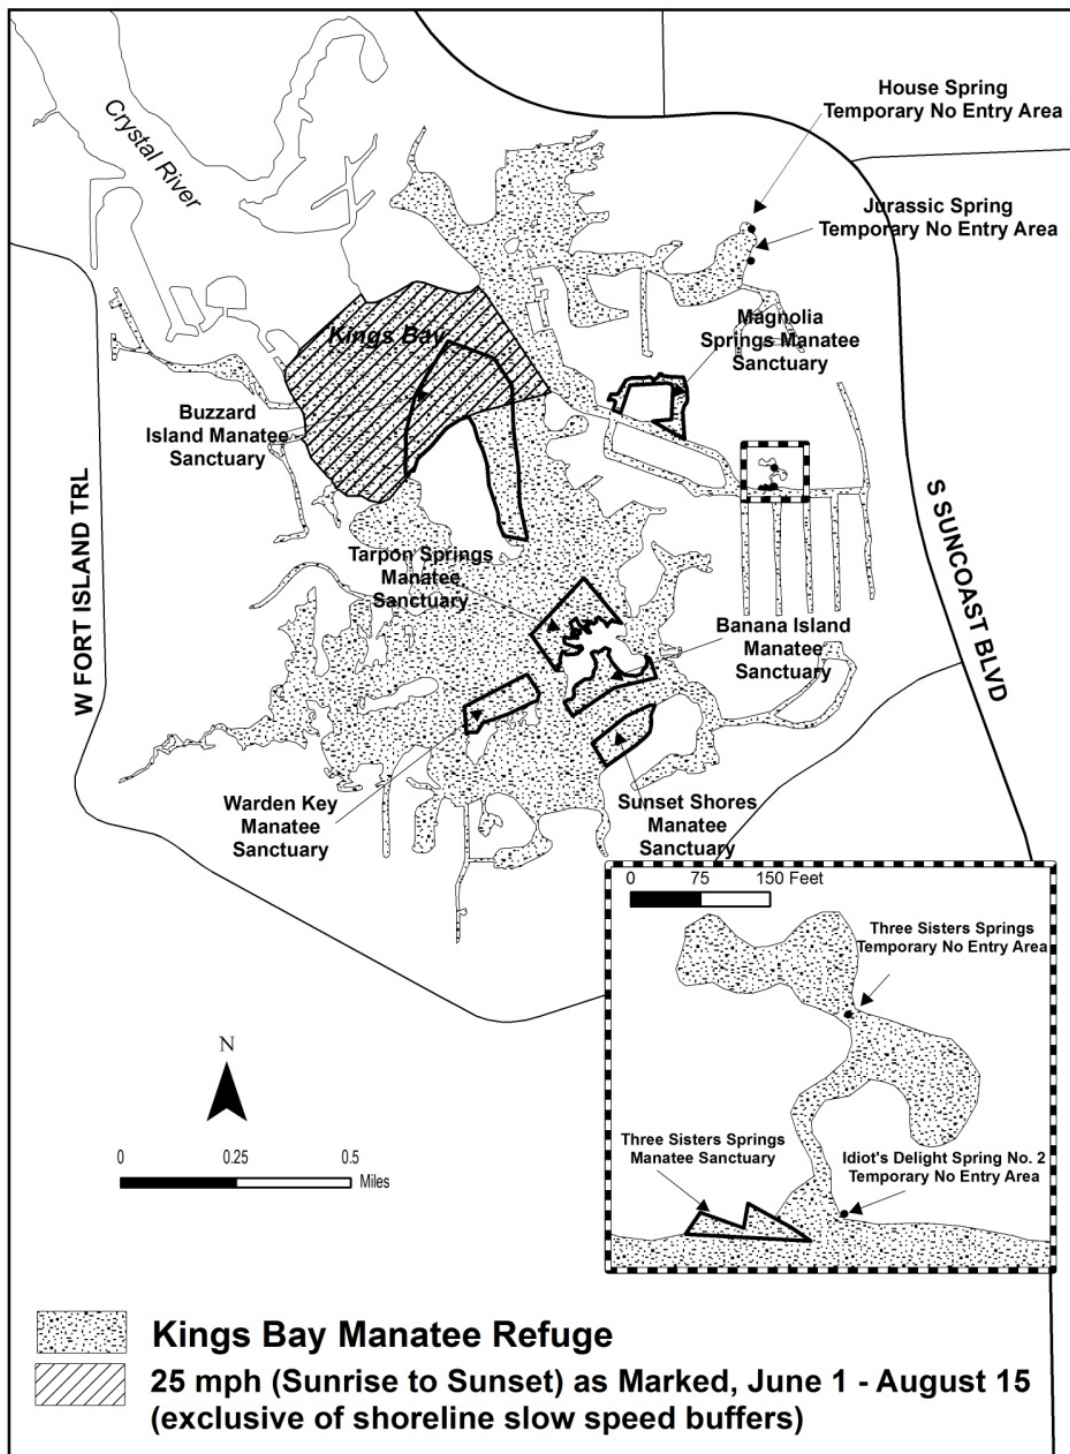 House Spring
Temporary No Entry Area
Crystal River
Jurassic Spring
Temporary No Entry Area
Magnolia
Springs Manatee
Sanctuary
Kings Bay
Buzzard
Island Manatee
Sanctuary
W FORT ISLAND TRL
S SUNCOAST BLVD
Tarpon Springs
Manatee
Sanctuary
Banana Island
Manatee
Sanctuary
Warden Key
Manatee
Sanctuary
Sunset Shores
Manatee
Sanctuary
0 75 150 Feet
Three Sisters Springs
Temporary No Entry Area
Three Sisters Springs
Manatee Sanctuary
Idiot's Delight Spring No. 2
Temporary No Entry Area
N
0 0.25 0.5
Miles
Kings Bay Manatee Refuge
25 mph (Sunrise to Sunset) as Marked, June 1 - August 15
(exclusive of shoreline slow speed buffers)